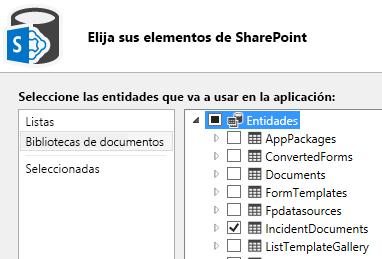 Elija sus elementos de SharePoint
Seleccione las entidades que va a usar en la aplicación:
Listas
Bibliotecas de documentos
Seleccionadas
Entidades
AppPackages
ConvertedForms
Documents
FormTemplates
Fpdatasources
IncidentDocuments
ListTemplateGallery